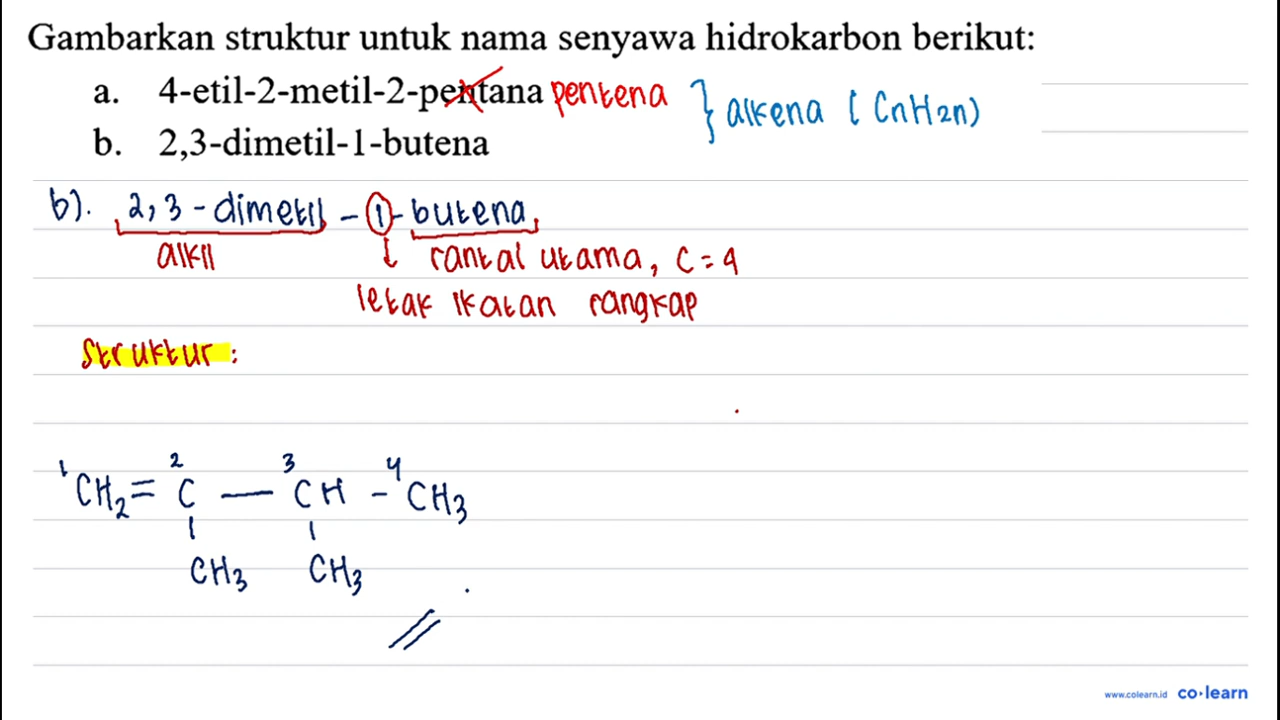 Gambarkan struktur untuk nama senyawa hidrokarbon berikut:
a. 4-etil-2-metil-2-pentana pentena } alkena (CnH2n)
b. 2,3-dimetil-1-butena
b). 2,3-dimetil - 1 - butena
alkil ↓ rantai utama, C = 4
letak ikatan rangkap
Struktur :
1 2 3 4
CH2 = C — CH - CH3
| |
CH3 CH3
//
www.colearn.id co·learn